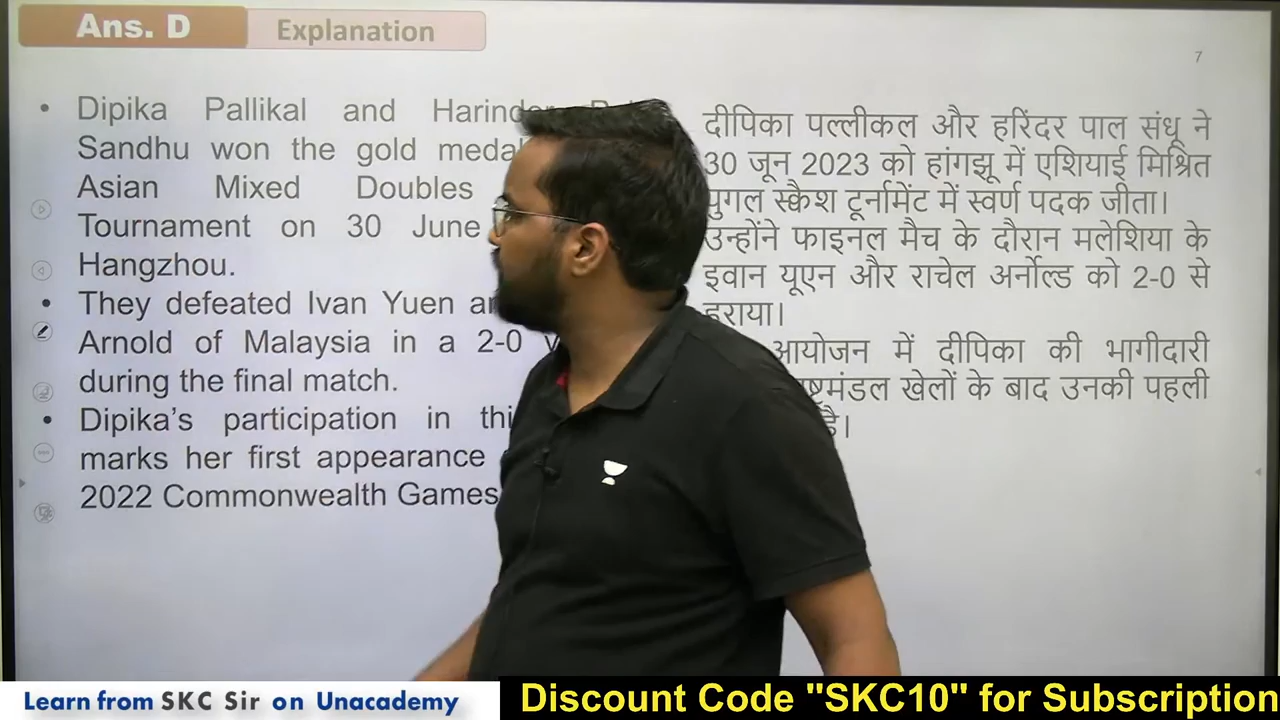 Ans. D
Explanation
7
• Dipika Pallikal and Harinder
Sandhu won the gold medal
Asian Mixed Doubles
Tournament on 30 June
Hangzhou.
• They defeated Ivan Yuen
Arnold of Malaysia in a 2-0
during the final match.
• Dipika's participation in
marks her first appearance
2022 Commonwealth Games
दीपिका पल्लीकल और हरिंदर पाल संधू ने
30 जून 2023 को हांगझू में एशियाई मिश्रित
युगल स्क्वैश टूर्नामेंट में स्वर्ण पदक जीता।
उन्होंने फाइनल मैच के दौरान मलेशिया के
इवान यूएन और राचेल अर्नोल्ड को 2-0 से
हराया।
आयोजन में दीपिका की भागीदारी
खेलों के बाद उनकी पहली
है।
Learn from SKC Sir on Unacademy
Discount Code "SKC10" for Subscription